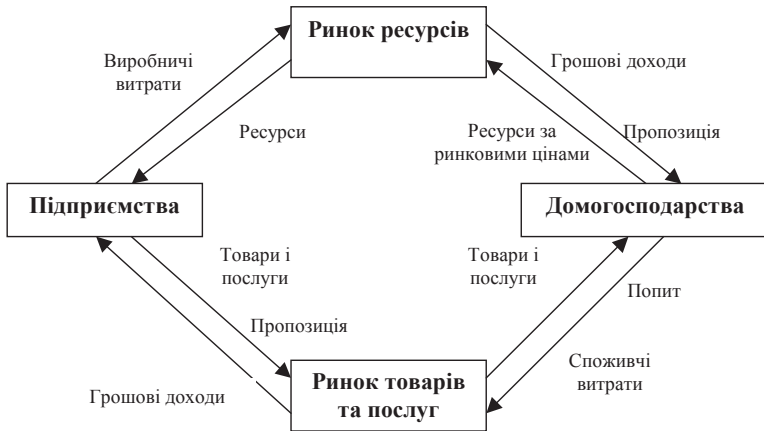 Ринок ресурсів
Виробничі
витрати
Грошові доходи
Ресурси
Ресурси за
ринковими цінами
Пропозиція
Підприємства
Домогосподарства
Товари і
послуги
Товари і
послуги
Попит
Пропозиція
Споживчі
витрати
Грошові доходи
Ринок товарів
та послуг